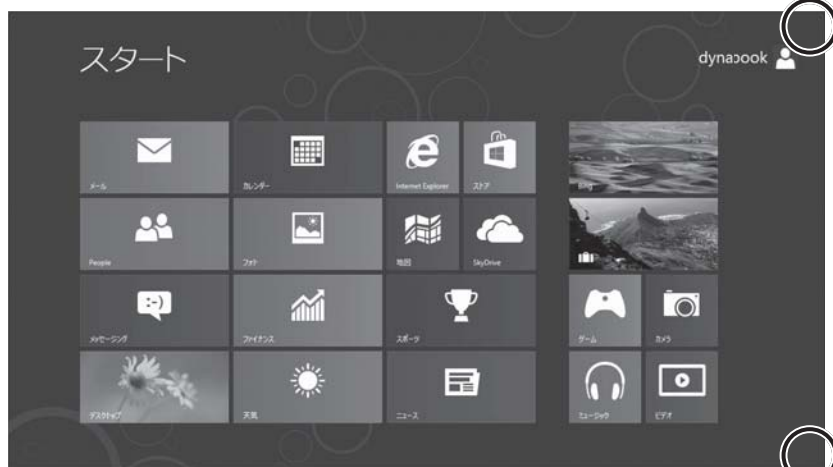 スタート
dynabook
メール
カレンダー
Internet Explorer
ストア
Bing
People
フォト
地図
SkyDrive
メッセージング
ファイナンス
スポーツ
ゲーム
カメラ
デスクトップ
天気
ニュース
ミュージック
ビデオ